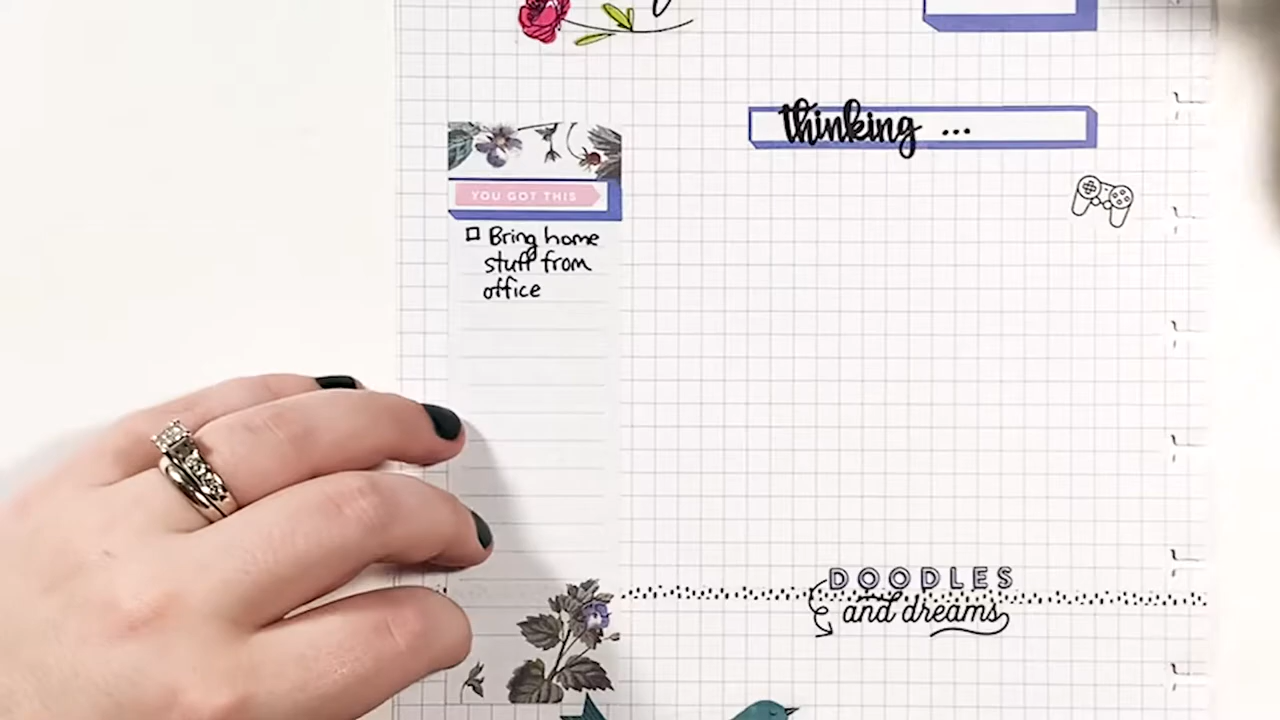 thinking ...
YOU GOT THIS
Bring home
stuff from
office
DOODLES
and dreams